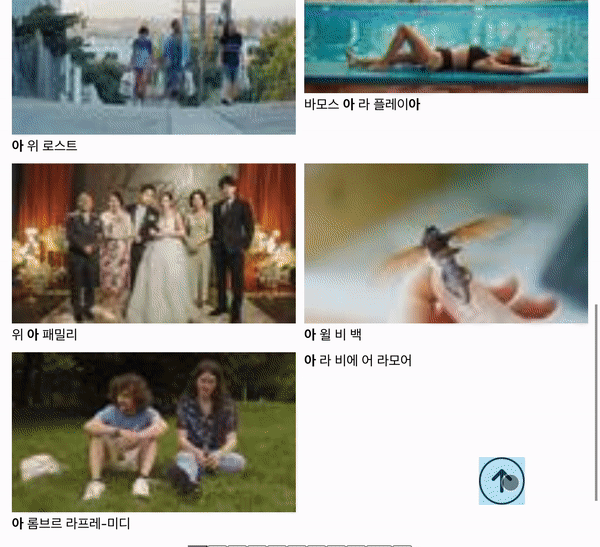 아 위 로스트
바모스 아 라 플레이아
위 아 패밀리
아 윌 비 백
아 라 비에 어 라모어
아 롬브르 라프레-미디